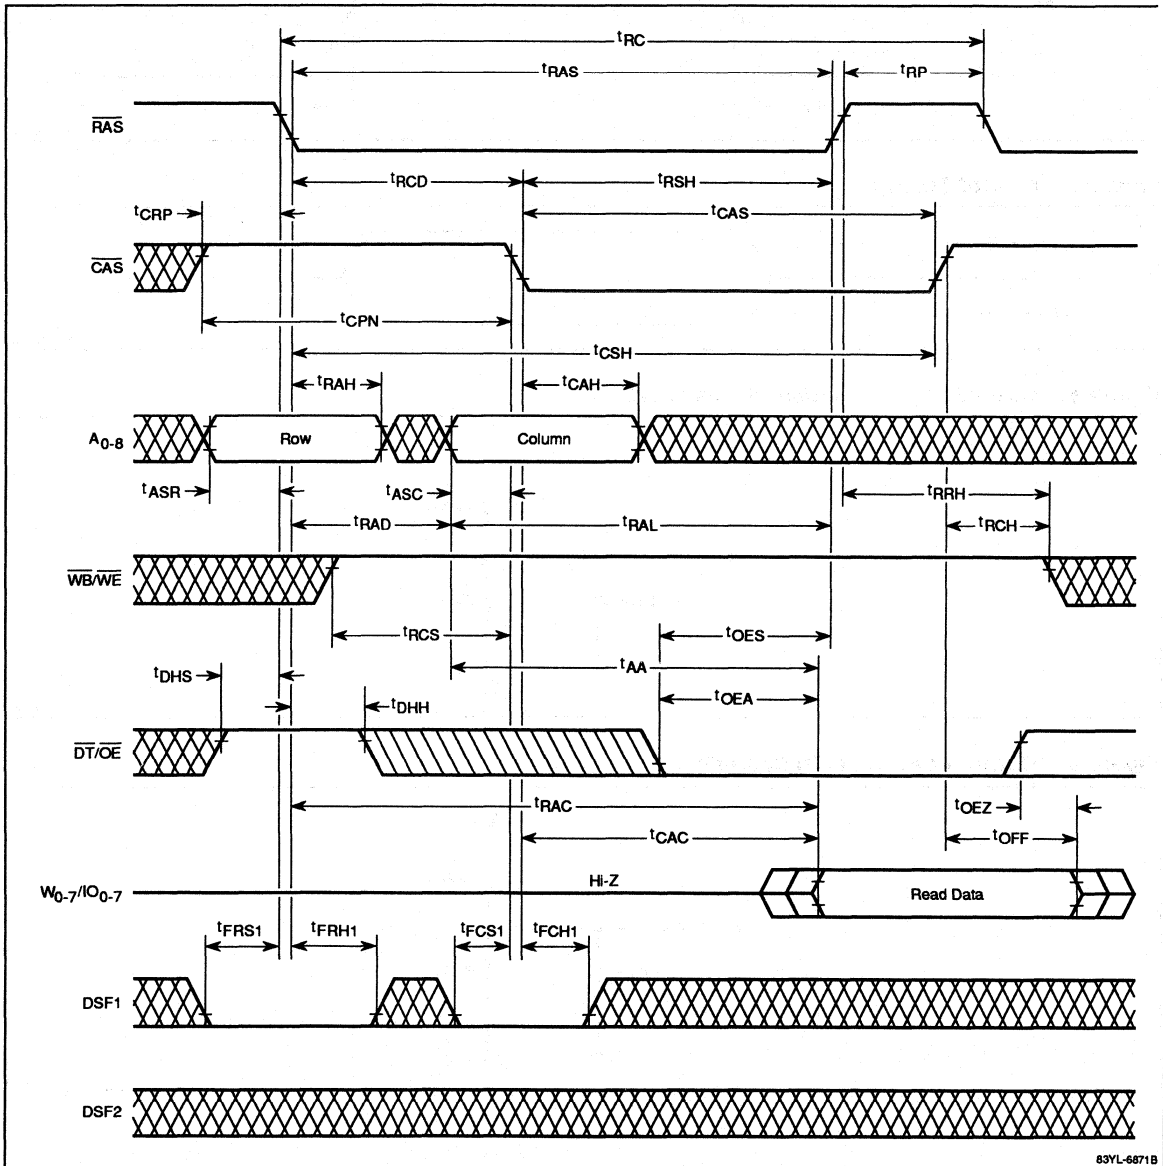 tRC
tRAS
tRP
RAS
tRCD
tRSH
tCRP
tCAS
CAS
tCPN
tCSH
tRAH
tCAH
A0-8
Row
Column
tASR
tASC
tRRH
tRAD
tRAL
tRCH
WB/WE
tRCS
tOES
tAA
tDHS
tOEA
tDHH
DT/OE
tRAC
tOEZ
tCAC
tOFF
Hi-Z
W0-7/IO0-7
Read Data
tFRS1
tFRH1
tFCS1
tFCH1
DSF1
DSF2
83YL-6871B